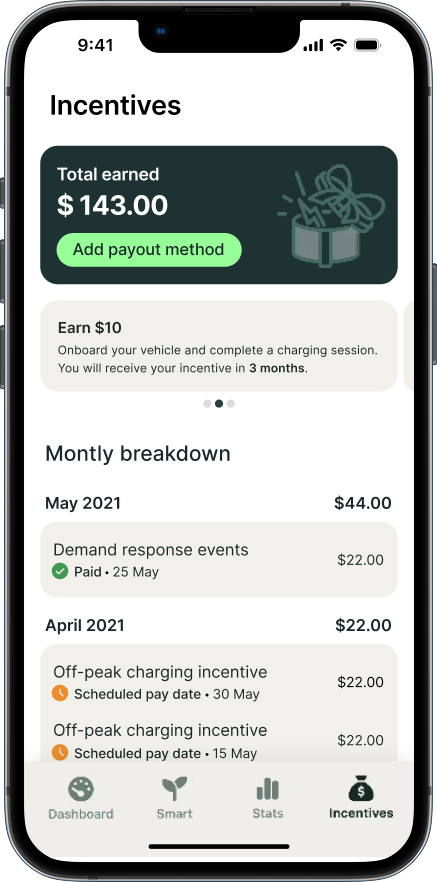 9:41
Incentives
Total earned
$143.00
Add payout method
Earn $10
Onboard your vehicle and complete a charging session.
You will receive your incentive in 3 months.
Montly breakdown
May 2021 $44.00
Demand response events
$22.00
Paid • 25 May
April 2021 $22.00
Off-peak charging incentive
$22.00
Scheduled pay date • 30 May
Off-peak charging incentive
$22.00
Scheduled pay date • 15 May
$
Dashboard Smart Stats Incentives